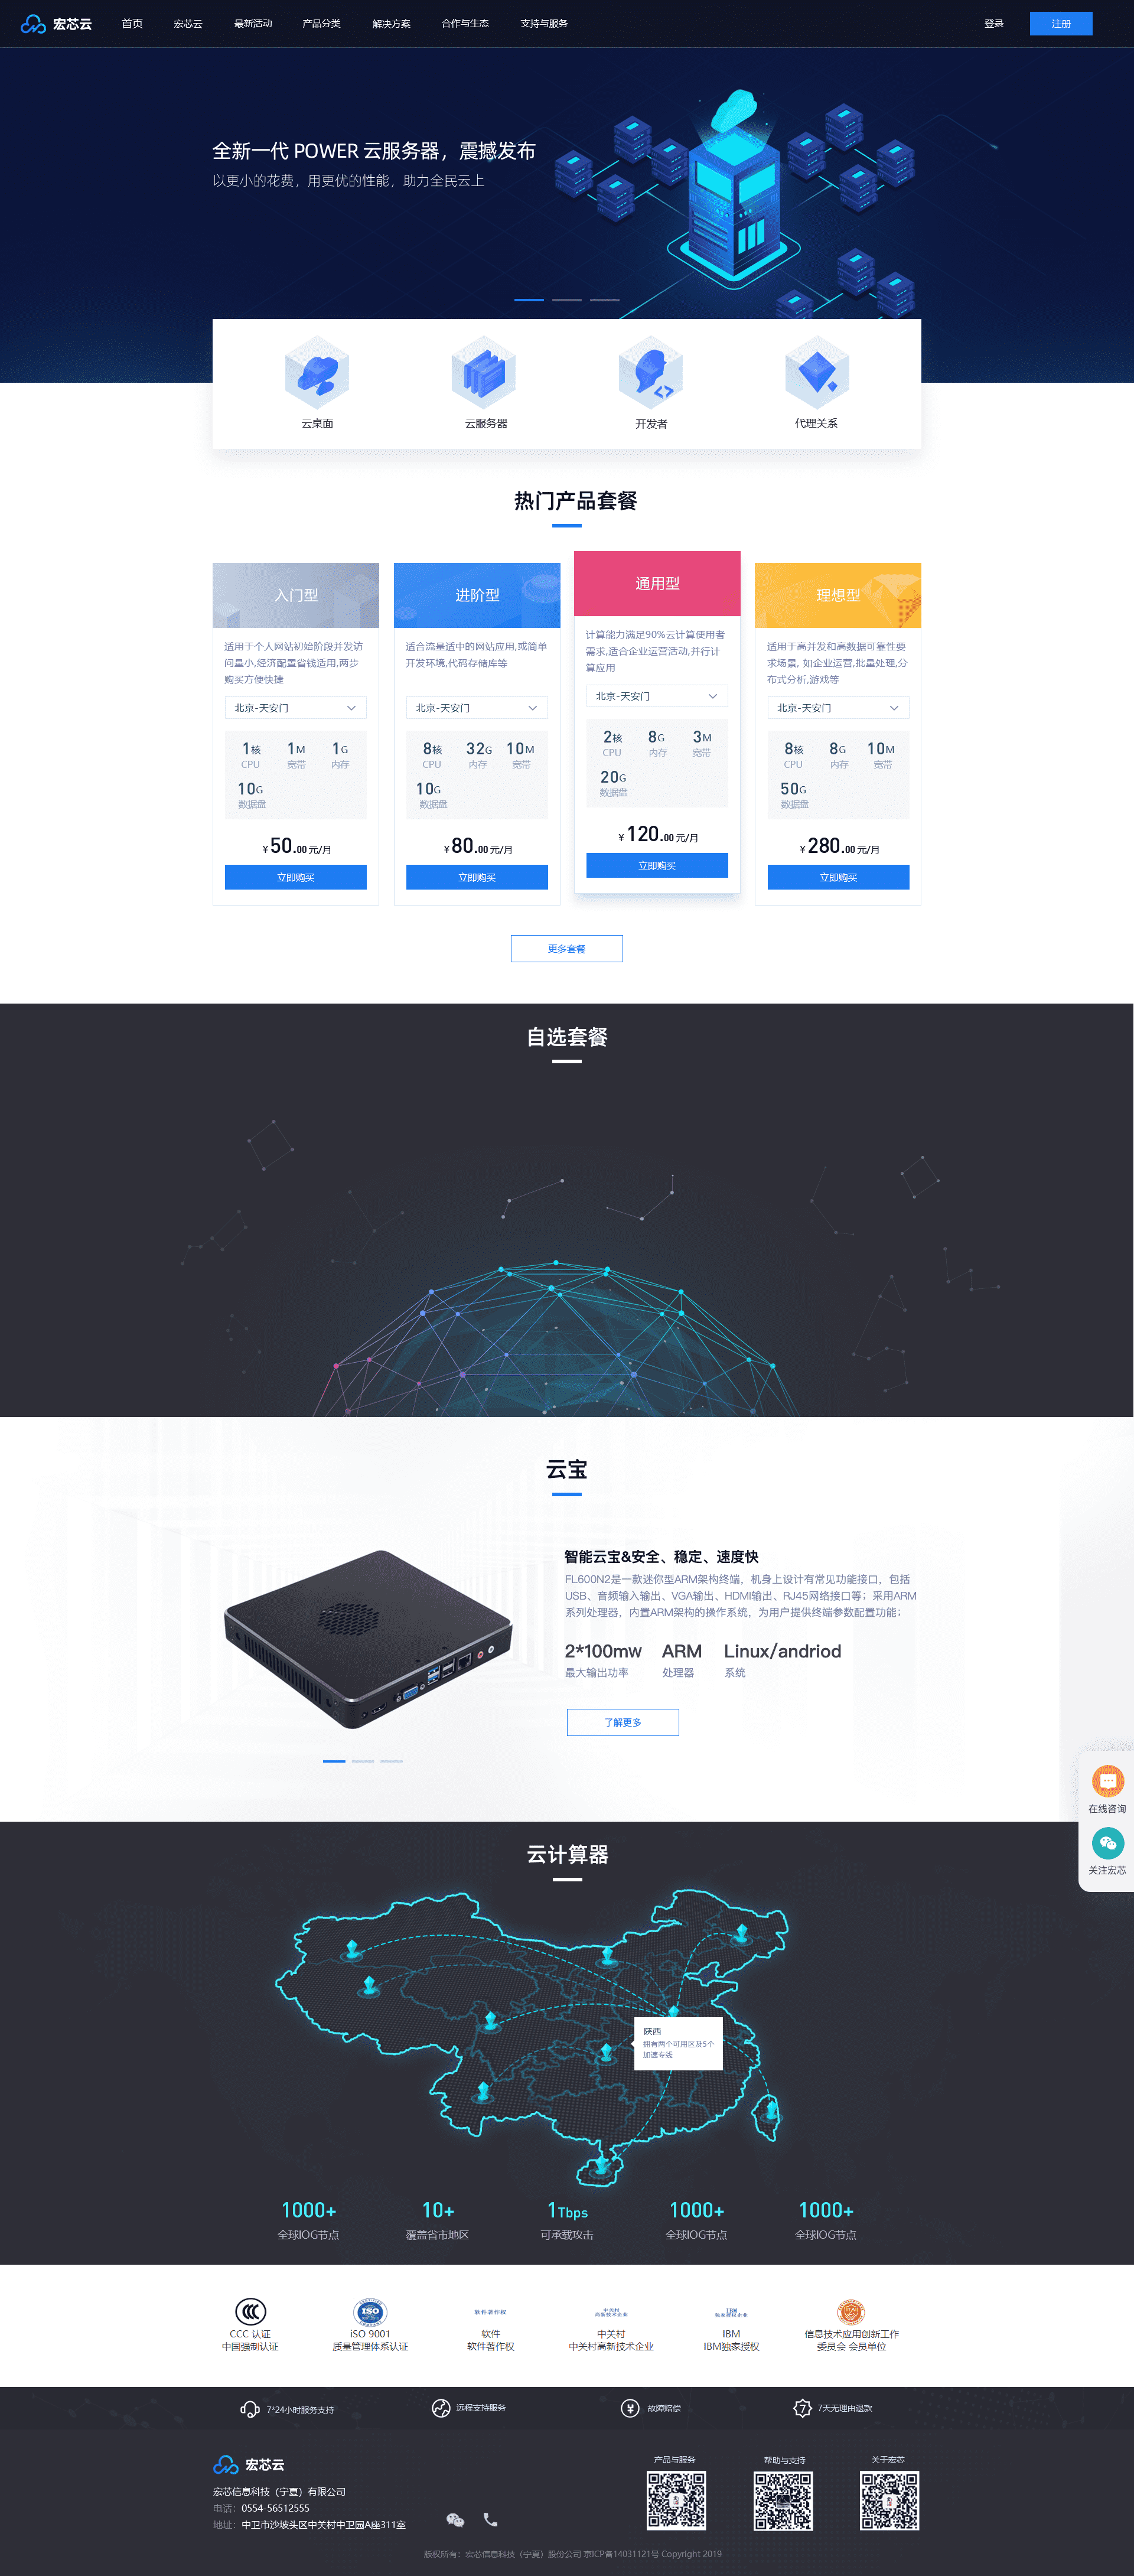 宏芯云 首页 宏芯云 最新活动 产品分类 解决方案 合作与生态 支持与服务 登录 注册
全新一代 POWER 云服务器，震撼发布
以更小的花费，用更优的性能，助力全民云上
云桌面 云服务器 开发者 代理关系
热门产品套餐
入门型
适用于个人网站初始阶段并发访
问量小,经济配置省钱适用,两步
购买方便快捷
北京-天安门
1核 1M 1G
CPU 宽带 内存
10G
数据盘
¥50.00 元/月
立即购买
进阶型
适合流量适中的网站应用,或简单
开发环境,代码存储库等
北京-天安门
8核 32G 10M
CPU 内存 宽带
10G
数据盘
¥80.00 元/月
立即购买
通用型
计算能力满足90%云计算使用者
需求,适合企业运营活动,并行计
算应用
北京-天安门
2核 8G 3M
CPU 内存 宽带
20G
数据盘
¥120.00 元/月
立即购买
理想型
适用于高并发和高数据可靠性要
求场景, 如企业运营,批量处理,分
布式分析,游戏等
北京-天安门
8核 8G 10M
CPU 内存 宽带
50G
数据盘
¥280.00 元/月
立即购买
更多套餐
自选套餐
云宝
智能云宝&安全、稳定、速度快
FL600N2是一款迷你型ARM架构终端，机身上设计有常见功能接口，包括
USB、音频输入输出、VGA输出、HDMI输出、RJ45网络接口等；采用ARM
系列处理器，内置ARM架构的操作系统，为用户提供终端参数配置功能；
2*100mw ARM Linux/andriod
最大输出功率 处理器 系统
了解更多
在线咨询
关注宏芯
云计算器
陕西
拥有两个可用区及5个
加速专线
1000+ 10+ 1Tbps 1000+ 1000+
全球IOG节点 覆盖省市地区 可承载攻击 全球IOG节点 全球IOG节点
CCC ISO 软件著作权 中关村 IBM
高新技术企业 独家授权企业
CCC 认证 iSO 9001 软件 中关村 IBM 信息技术应用创新工作
中国强制认证 质量管理体系认证 软件著作权 中关村高新技术企业 IBM独家授权 委员会 会员单位
7*24小时服务支持 远程支持服务 ¥ 故障赔偿 7 7天无理由退款
宏芯云
宏芯信息科技（宁夏）有限公司
电话：0554-56512555
地址：中卫市沙坡头区中关村中卫园A座311室
产品与服务 帮助与支持 关于宏芯
版权所有：宏芯信息科技（宁夏）股份公司 京ICP备14031121号 Copyright 2019